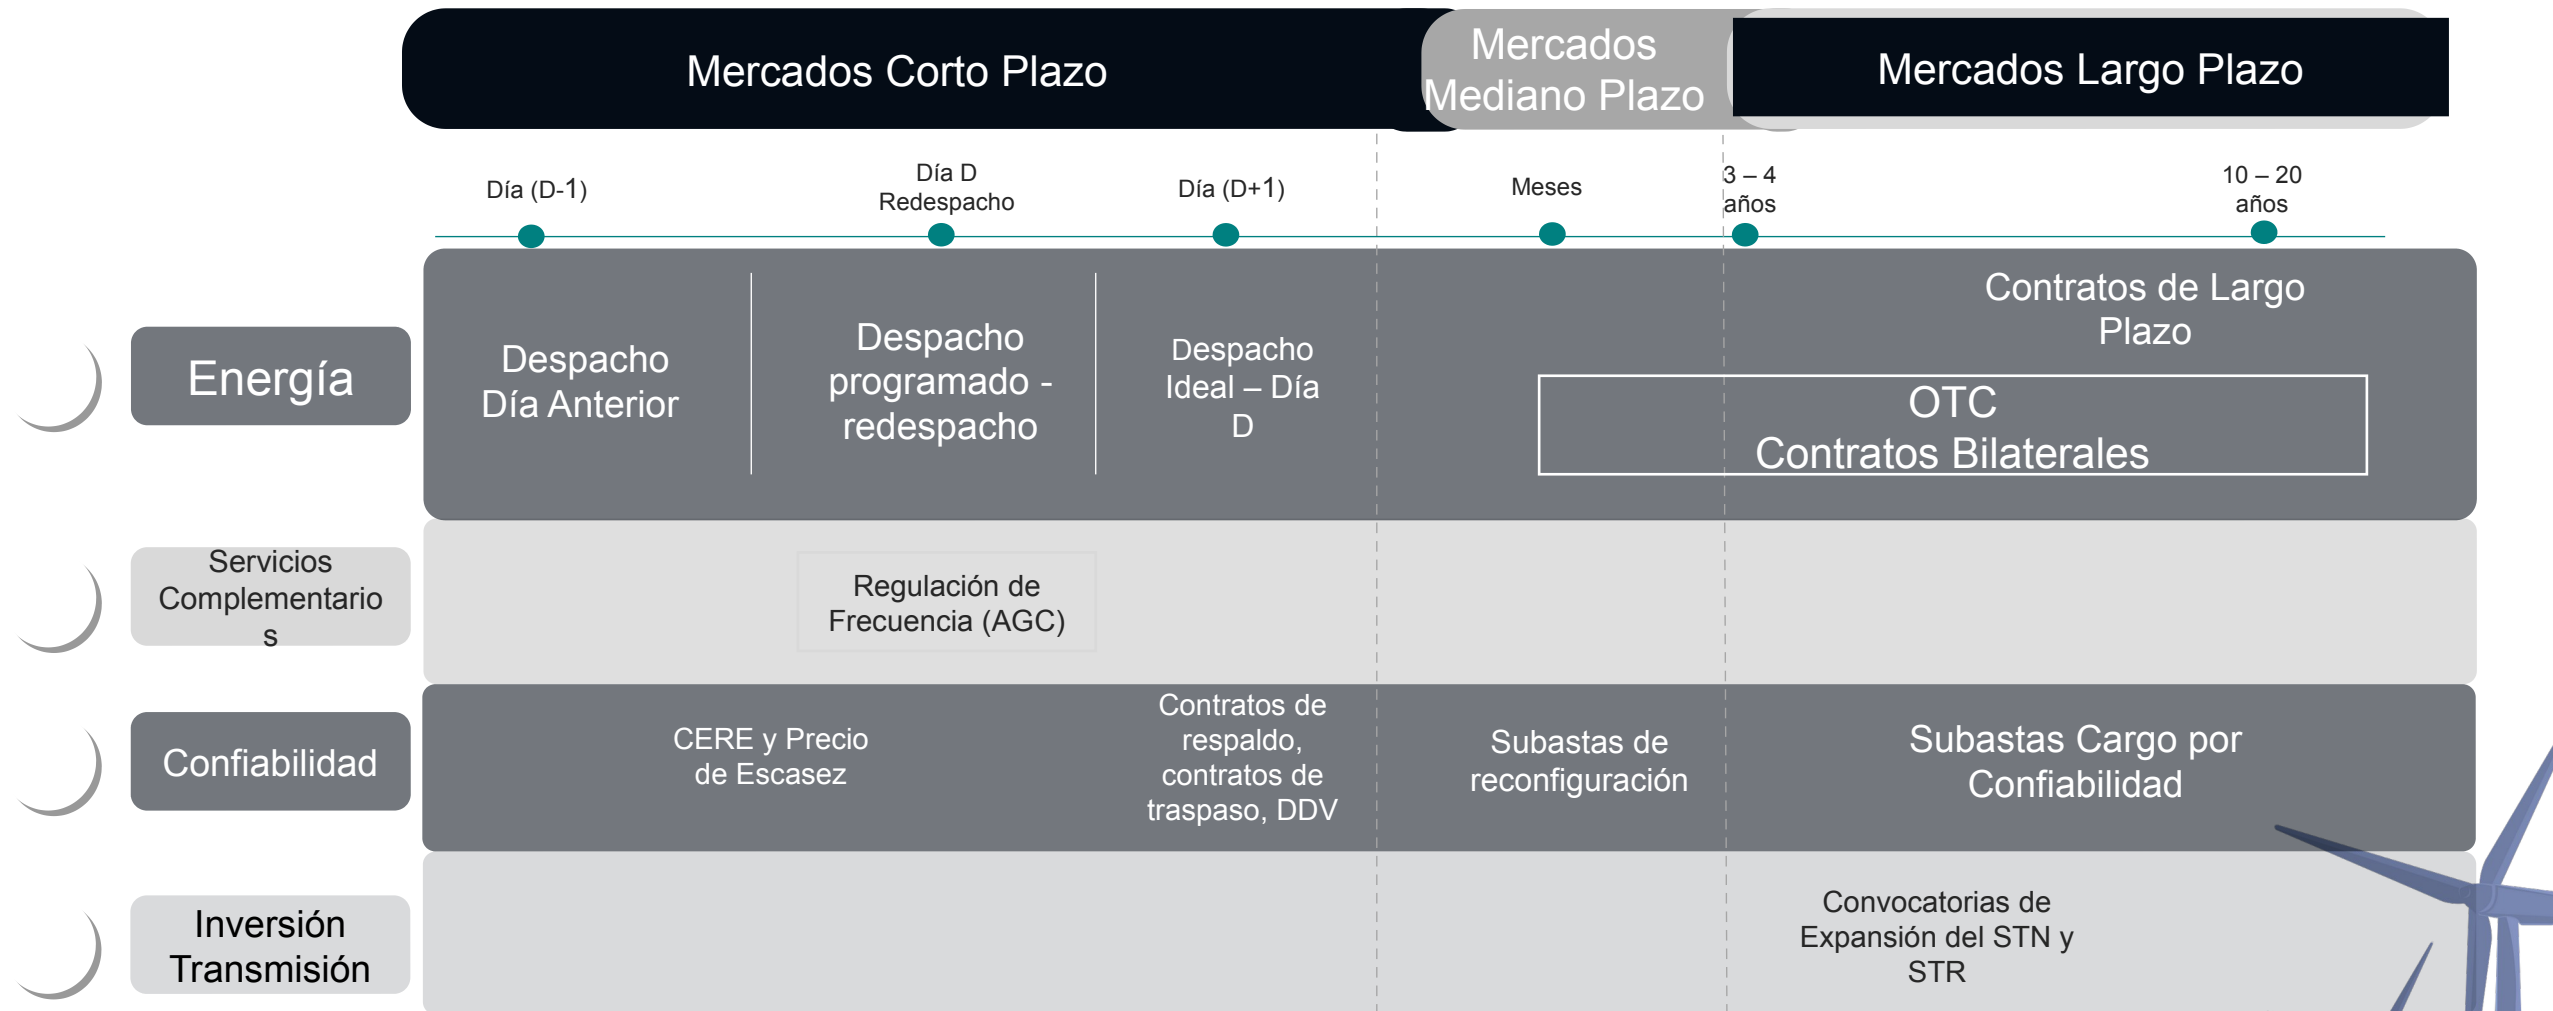 Mercados Corto Plazo
Mercados
Mediano Plazo
Mercados Largo Plazo
Día (D-1)
Día D
Redespacho
Día (D+1)
Meses
3 – 4
años
10 – 20
años
Energía
Despacho
Día Anterior
Despacho
programado -
redespacho
Despacho
Ideal – Día
D
Contratos de Largo
Plazo
OTC
Contratos Bilaterales
Servicios
Complementario
s
Regulación de
Frecuencia (AGC)
Confiabilidad
CERE y Precio
de Escasez
Contratos de
respaldo,
contratos de
traspaso, DDV
Subastas de
reconfiguración
Subastas Cargo por
Confiabilidad
Inversión
Transmisión
Convocatorias de
Expansión del STN y
STR